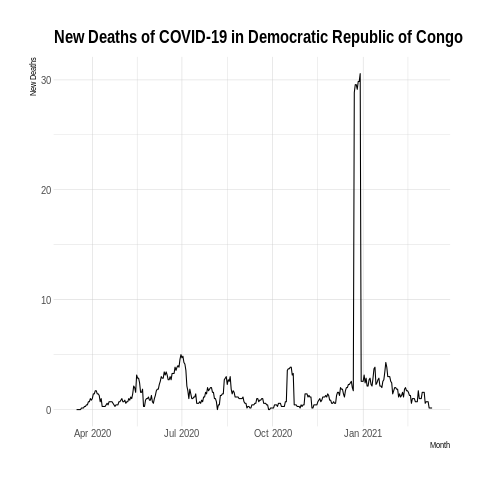 New Deaths of COVID-19 in Democratic Republic of Congo
New Deaths
30
20
10
0
Apr 2020
Jul 2020
Oct 2020
Jan 2021
Month